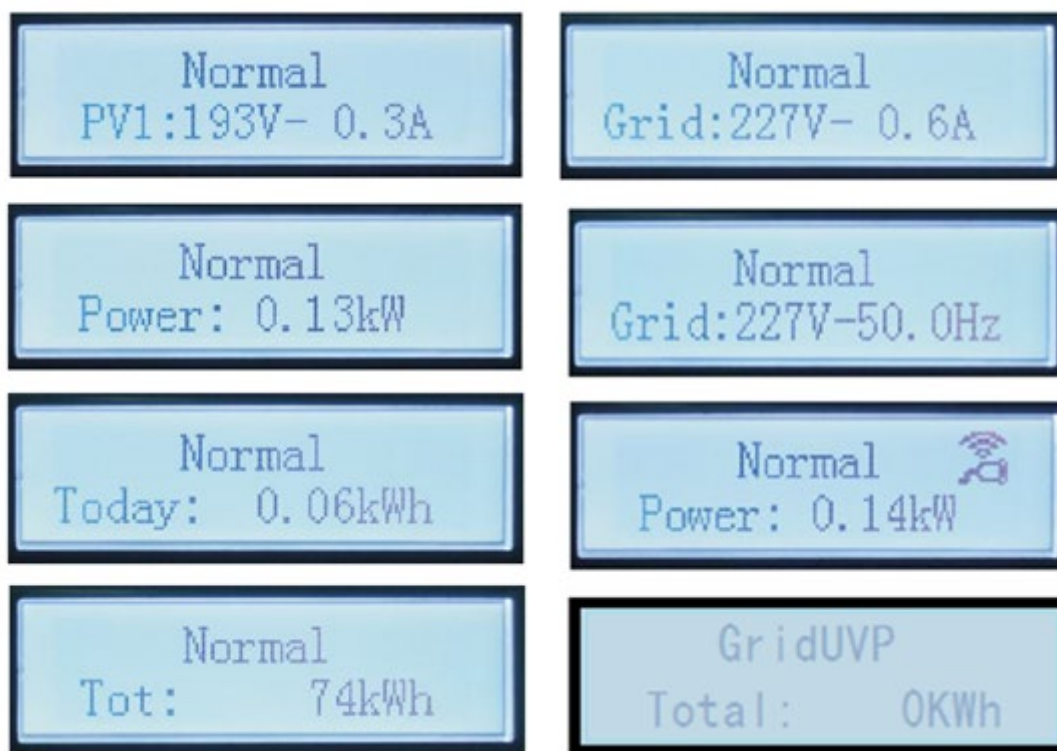 Normal
PV1:193V- 0.3A
Normal
Grid:227V- 0.6A
Normal
Power: 0.13kW
Normal
Grid:227V-50.0Hz
Normal
Today: 0.06kWh
Normal
Power: 0.14kW
Normal
Tot: 74kWh
GridUVP
Total: 0KWh